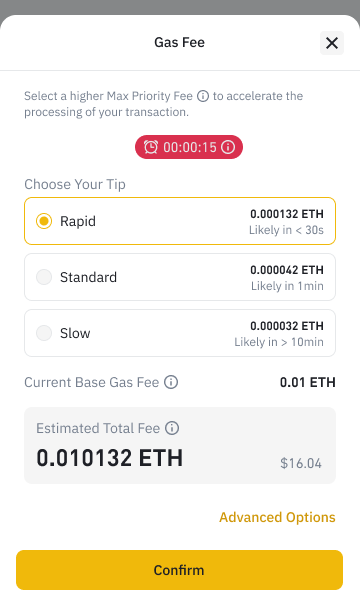 Gas Fee
Select a higher Max Priority Fee to accelerate the
processing of your transaction.
00:00:15
Choose Your Tip
Rapid
0.000132 ETH
Likely in < 30s
Standard
0.000042 ETH
Likely in 1min
Slow
0.000032 ETH
Likely in > 10min
Current Base Gas Fee
0.01 ETH
Estimated Total Fee
0.010132 ETH
$16.04
Advanced Options
Confirm